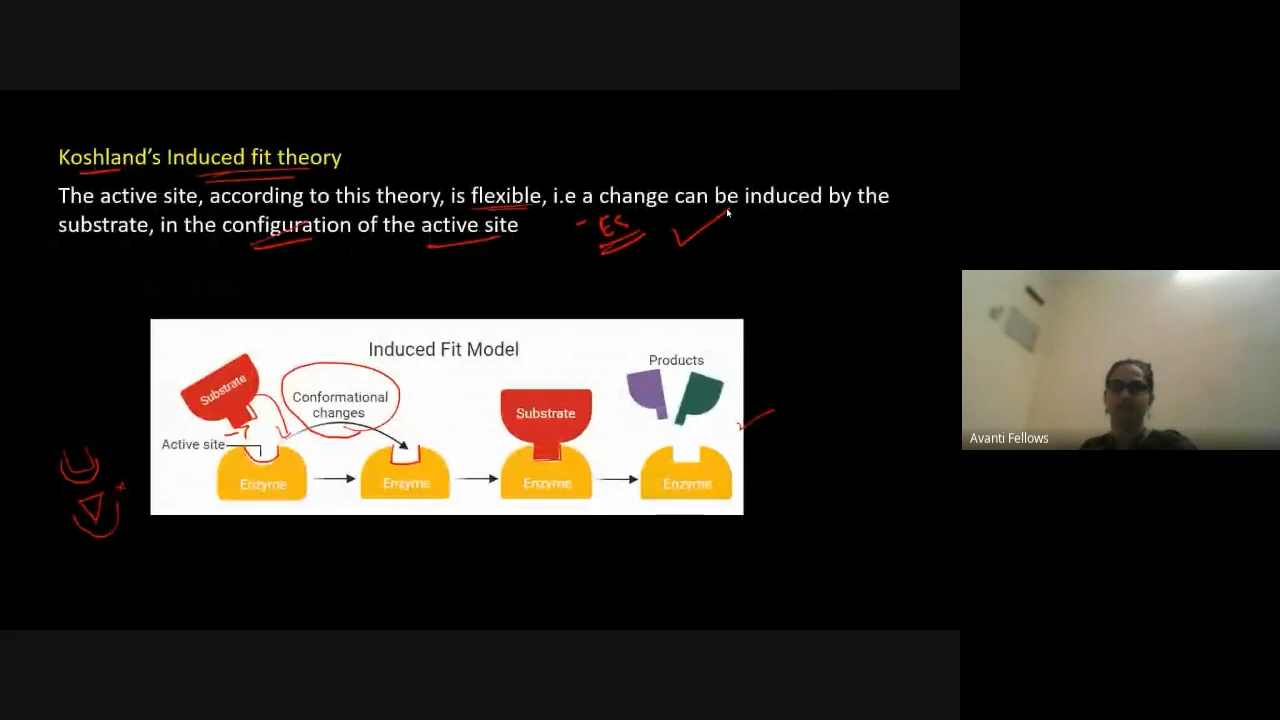 Koshland's Induced fit theory
The active site, according to this theory, is flexible, i.e a change can be induced by the
substrate, in the configuration of the active site
ES
Induced Fit Model
Products
Substrate
Conformational
changes
Substrate
Active site
Enzyme
Enzyme
Enzyme
Enzyme
Avanti Fellows